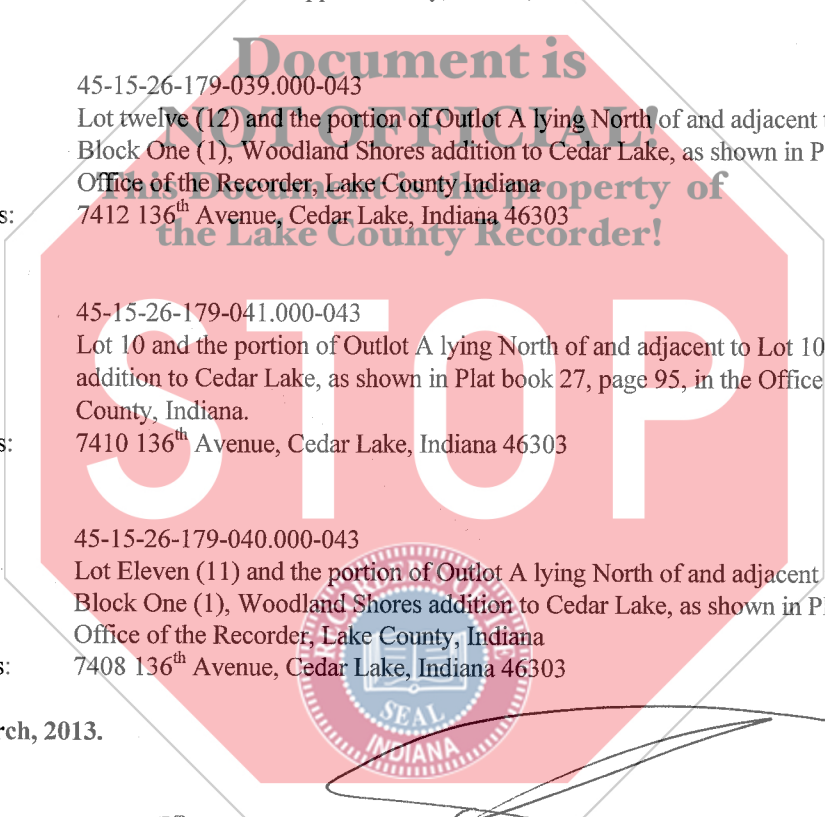 Document is
45-15-26-179-039.000-043
NOT OFFICIAL!
Lot twelve (12) and the portion of Outlot A lying North of and adjacent
Block One (1), Woodland Shores addition to Cedar Lake, as shown in P
Office of the Recorder, Lake County Indiana
This Document is the property of
s: 7412 136th Avenue, Cedar Lake, Indiana 46303
the Lake County Recorder!
45-15-26-179-041.000-043
STOP
Lot 10 and the portion of Outlot A lying North of and adjacent to Lot 10
addition to Cedar Lake, as shown in Plat book 27, page 95, in the Office
County, Indiana.
s: 7410 136th Avenue, Cedar Lake, Indiana 46303
45-15-26-179-040.000-043
Lot Eleven (11) and the portion of Outlot A lying North of and adjacent
Block One (1), Woodland Shores addition to Cedar Lake, as shown in Pl
Office of the Recorder, Lake County, Indiana
s: 7408 136th Avenue, Cedar Lake, Indiana 46303
SEAL
INDIANA
rch, 2013.